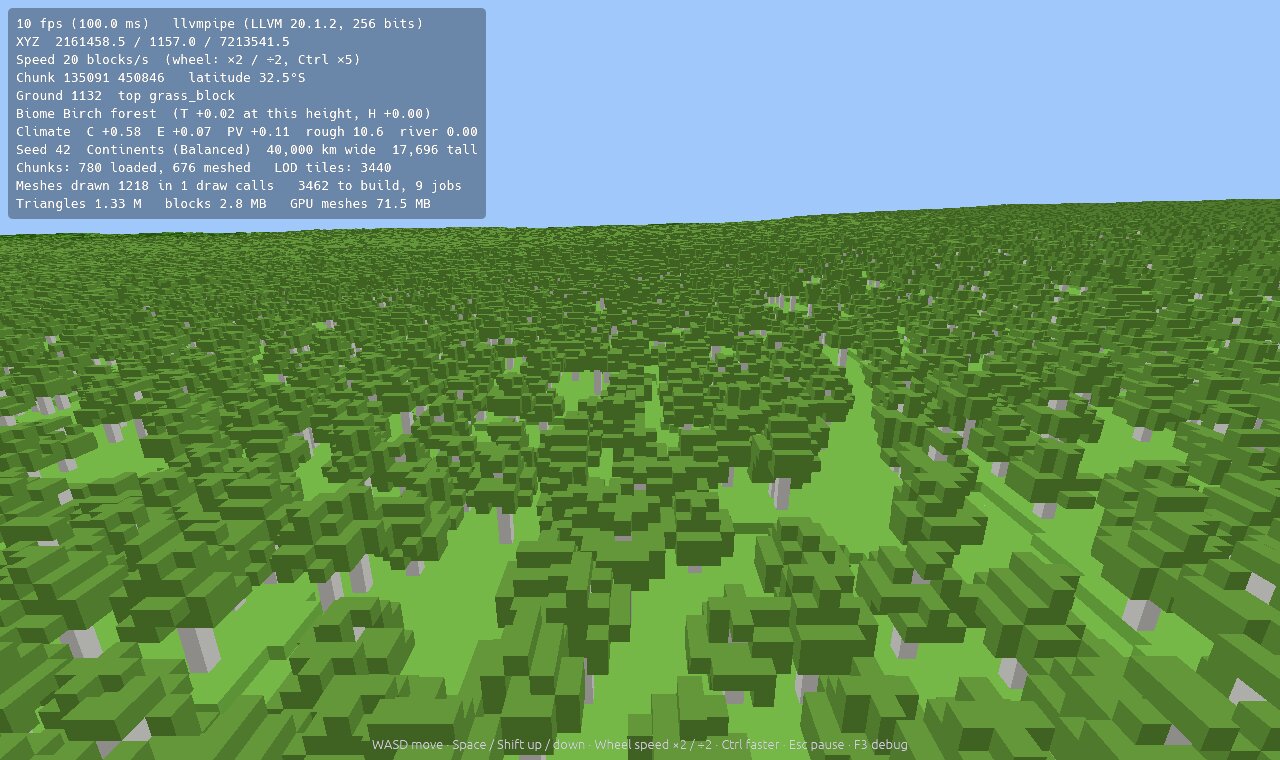 10 fps (100.0 ms)   llvmpipe (LLVM 20.1.2, 256 bits)
XYZ  2161458.5 / 1157.0 / 7213541.5
Speed 20 blocks/s  (wheel: ×2 / ÷2, Ctrl ×5)
Chunk 135091 450846   latitude 32.5°S
Ground 1132  top grass_block
Biome Birch forest  (T +0.02 at this height, H +0.00)
Climate  C +0.58  E +0.07  PV +0.11  rough 10.6  river 0.00
Seed 42  Continents (Balanced)  40,000 km wide  17,696 tall
Chunks: 780 loaded, 676 meshed   LOD tiles: 3440
Meshes drawn 1218 in 1 draw calls   3462 to build, 9 jobs
Triangles 1.33 M   blocks 2.8 MB   GPU meshes 71.5 MB
WASD move · Space / Shift up / down · Wheel speed ×2 / ÷2 · Ctrl faster · Esc pause · F3 debug